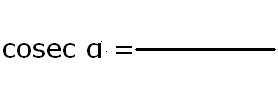 cosec α =